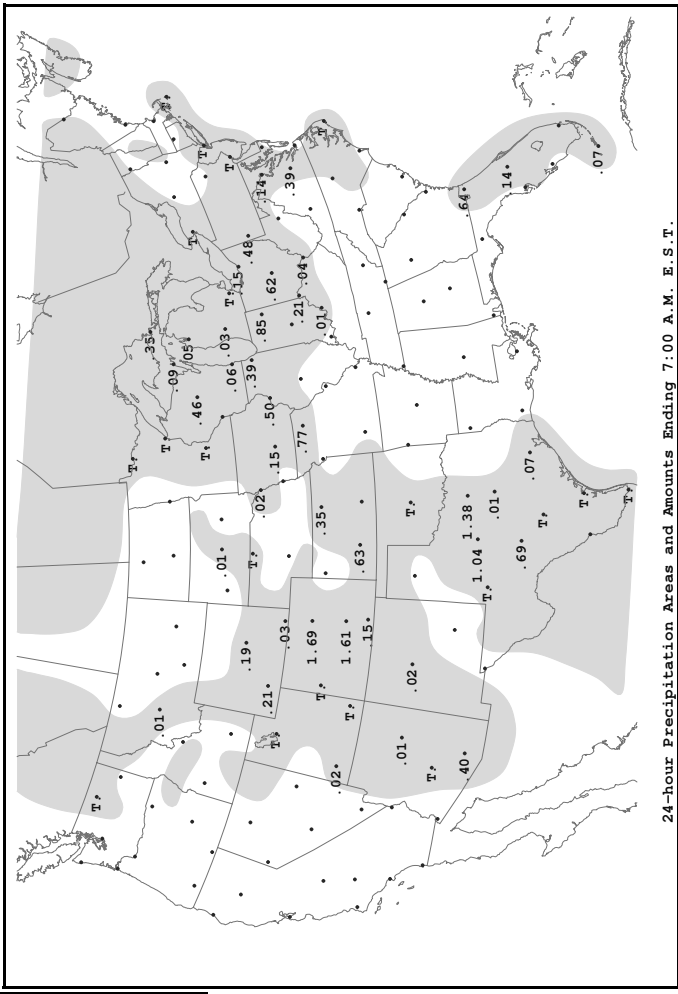 T
T
.35
.01
T
T
.09
.05
T
.46
T
T
.01
.03
T
T
.06
.15
.19
.48
.39
T
.02
.85
.14
.21
.50
.62
T
.15
.03
.39
.21
.77
.04
1.69
T
.35
.01
T
.02
1.61
T
.63
.15
.01
.02
T
T
.40
.64
1.38
1.04
T
.01
.14
.69
.07
T
T
.07
T
24-hour Precipitation Areas and Amounts Ending 7:00 A.M. E.S.T.